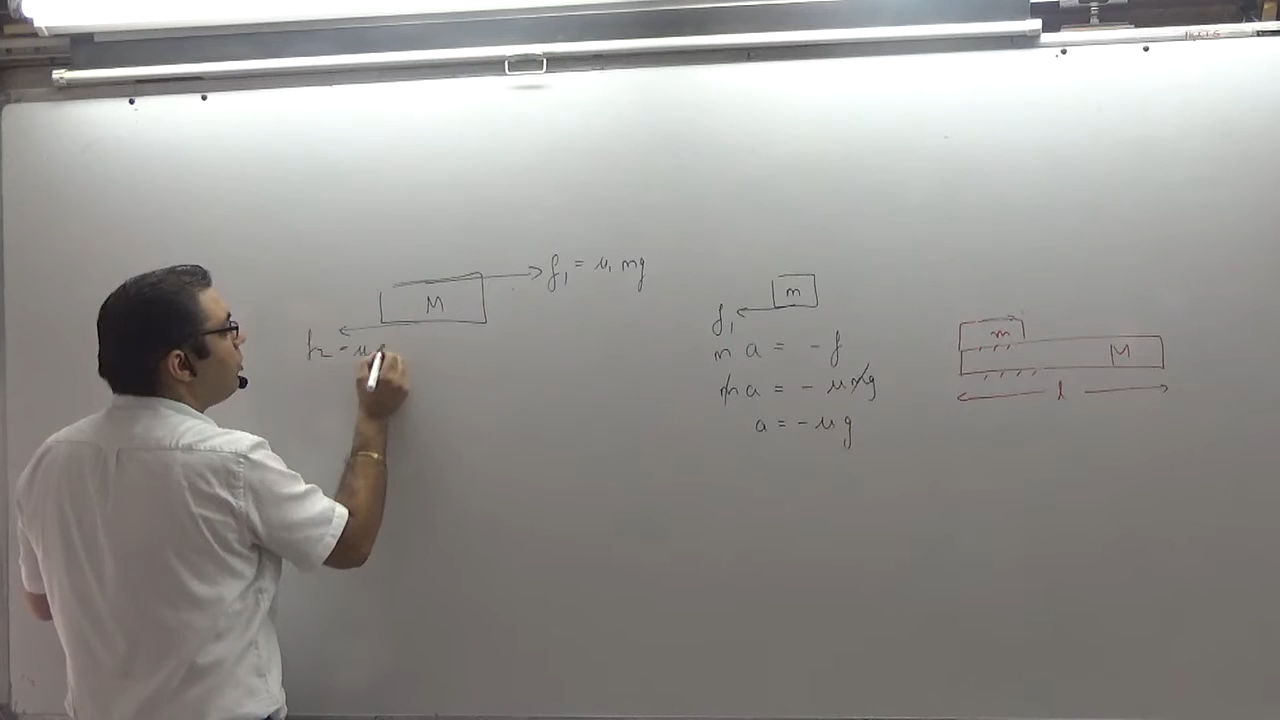 M
f₁ = μ₁ mg
f₂ = μ
m
f₁
m a = - f
m a = - μ mg
a = - μ g
m
M
l